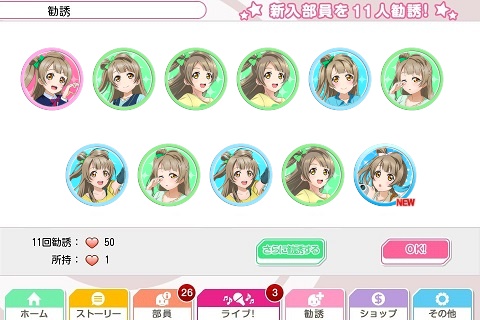 勧誘
新入部員を11人勧誘!
NEW
11回勧誘： 50
所持： 1
さらに勧誘する
OK!
26
3
ホーム
ストーリー
部員
ライブ!
勧誘
ショップ
その他